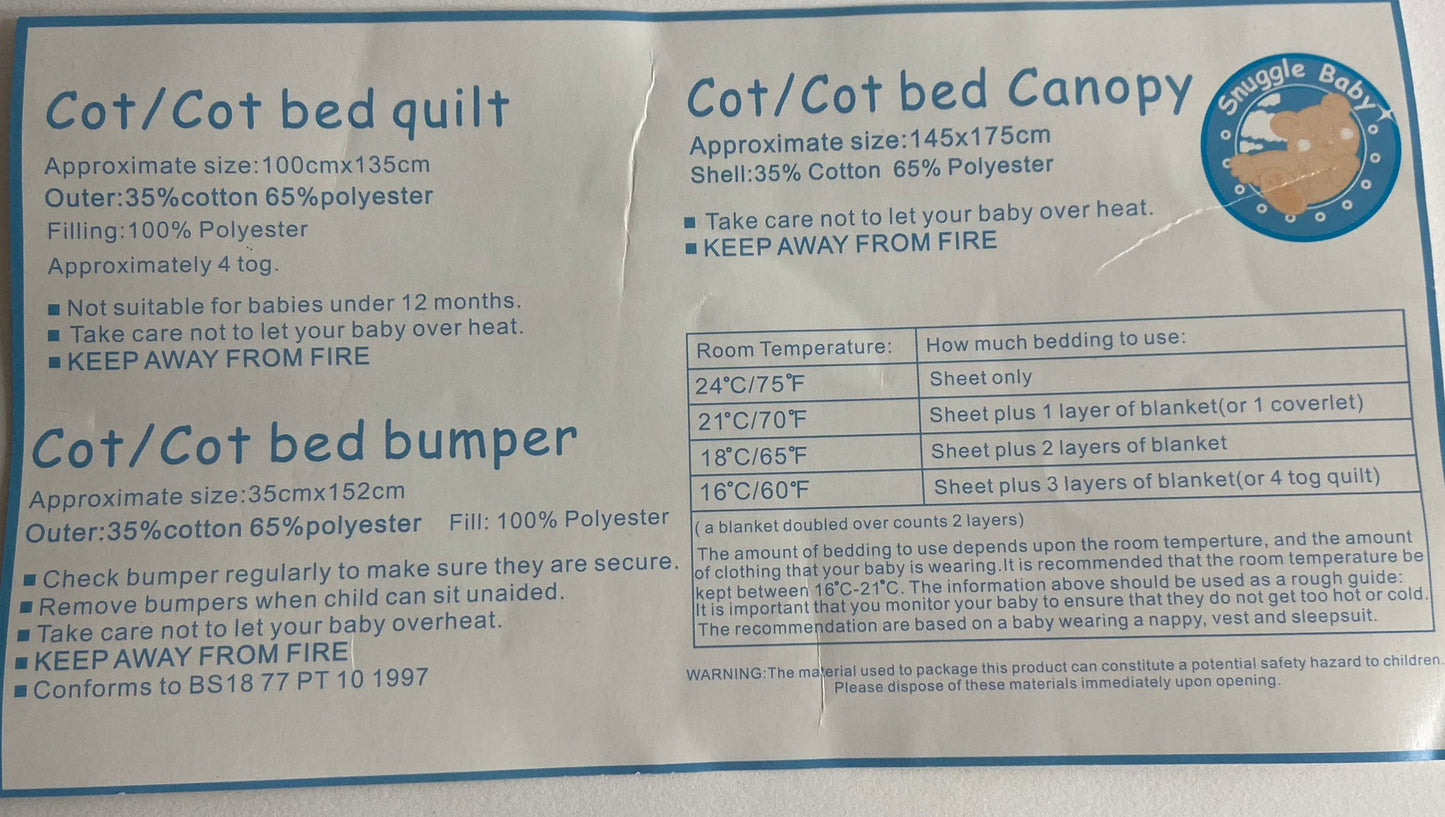 Cot/Cot bed quilt
Approximate size:100cmx135cm
Outer:35%cotton 65%polyester
Filling:100% Polyester
Approximately 4 tog.
■ Not suitable for babies under 12 months.
■ Take care not to let your baby over heat.
■ KEEP AWAY FROM FIRE
Cot/Cot bed bumper
Approximate size:35cmx152cm
Outer:35%cotton 65%polyester Fill: 100% Polyester
■ Check bumper regularly to make sure they are secure.
■ Remove bumpers when child can sit unaided.
■ Take care not to let your baby overheat.
■ KEEP AWAY FROM FIRE
■ Conforms to BS18 77 PT 10 1997
Cot/Cot bed Canopy
Approximate size:145x175cm
Shell:35% Cotton 65% Polyester
■ Take care not to let your baby over heat.
■ KEEP AWAY FROM FIRE
Snuggle Baby
Room Temperature: How much bedding to use:
24°C/75°F Sheet only
21°C/70°F Sheet plus 1 layer of blanket(or 1 coverlet)
18°C/65°F Sheet plus 2 layers of blanket
16°C/60°F Sheet plus 3 layers of blanket(or 4 tog quilt)
( a blanket doubled over counts 2 layers)
The amount of bedding to use depends upon the room temperture, and the amount
of clothing that your baby is wearing.It is recommended that the room temperature be
kept between 16°C-21°C. The information above should be used as a rough guide:
It is important that you monitor your baby to ensure that they do not get too hot or cold.
The recommendation are based on a baby wearing a nappy, vest and sleepsuit.
WARNING:The material used to package this product can constitute a potential safety hazard to children.
Please dispose of these materials immediately upon opening.